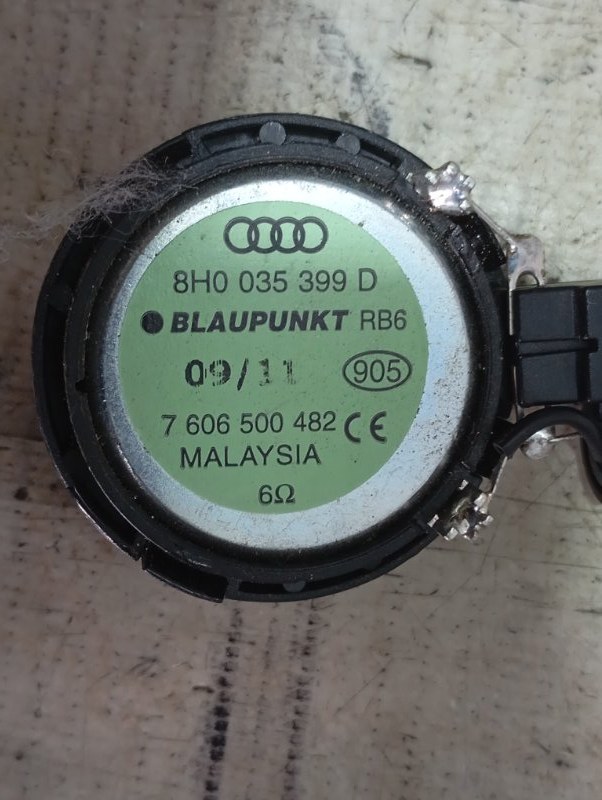 8H0 035 399 D
BLAUPUNKT RB6
09/11 905
7 606 500 482 CE
MALAYSIA
6Ω